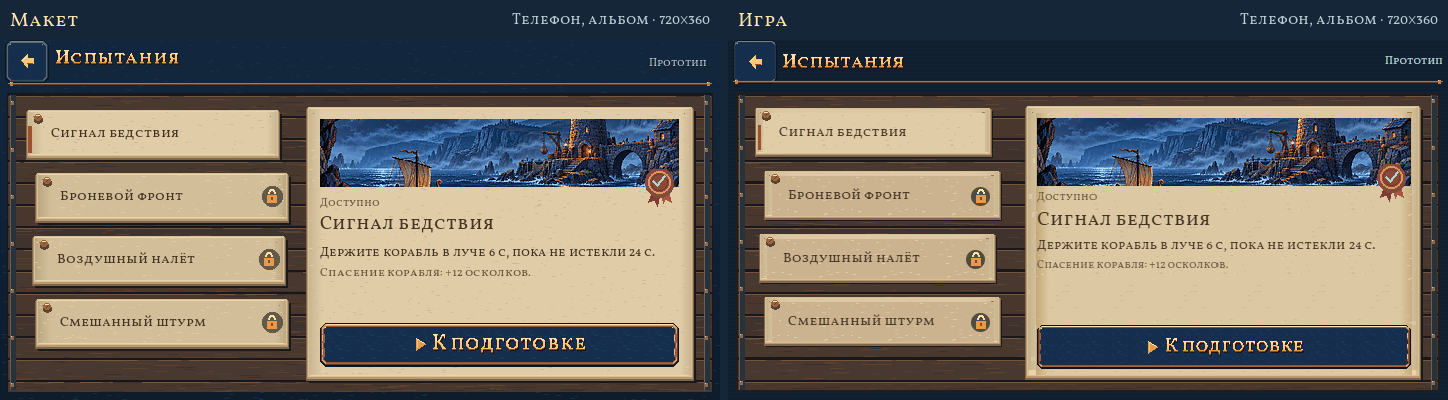 Макет
Телефон, альбом · 720×360
Испытания
Прототип
Сигнал бедствия
Броневой фронт
Воздушный налёт
Смешанный штурм
Доступно
Сигнал бедствия
Держите корабль в луче 6 с, пока не истекли 24 с.
Спасение корабля: +12 осколков.
К подготовке
Игра
Телефон, альбом · 720×360
Испытания
Прототип
Сигнал бедствия
Броневой фронт
Воздушный налёт
Смешанный штурм
Доступно
Сигнал бедствия
Держите корабль в луче 6 с, пока не истекли 24 с.
Спасение корабля: +12 осколков.
К подготовке